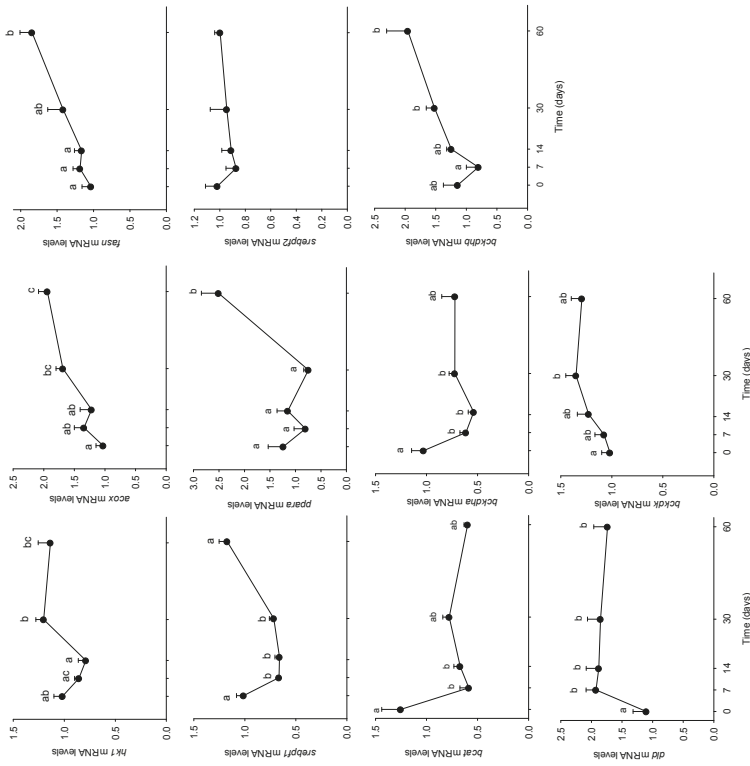 hk1 mRNA levels
1.5
1.0
0.5
0.0
ab
ac
a
b
bc
acox mRNA levels
2.5
2.0
1.5
1.0
0.5
0.0
a
ab
ab
bc
c
fasn mRNA levels
2.0
1.5
1.0
0.5
0.0
a
a
a
ab
b
srebpf1 mRNA levels
1.5
1.0
0.5
0.0
a
b
b
b
a
ppara mRNA levels
3.0
2.5
2.0
1.5
1.0
0.5
0.0
a
a
a
a
b
srebpf2 mRNA levels
1.2
1.0
0.8
0.6
0.4
0.2
0.0
bcat mRNA levels
1.5
1.0
0.5
0.0
a
b
b
ab
ab
bckdha mRNA levels
1.5
1.0
0.5
0.0
a
b
b
b
ab
bckdhb mRNA levels
2.5
2.0
1.5
1.0
0.5
0.0
ab
a
ab
b
b
0 7 14 30 60
Time (days)
dld mRNA levels
2.5
2.0
1.5
1.0
0.5
0.0
a
b
b
b
b
0 7 14 30 60
Time (days)
bckdk mRNA levels
1.5
1.0
0.5
0.0
a
ab
ab
b
ab
0 7 14 30 60
Time (days)